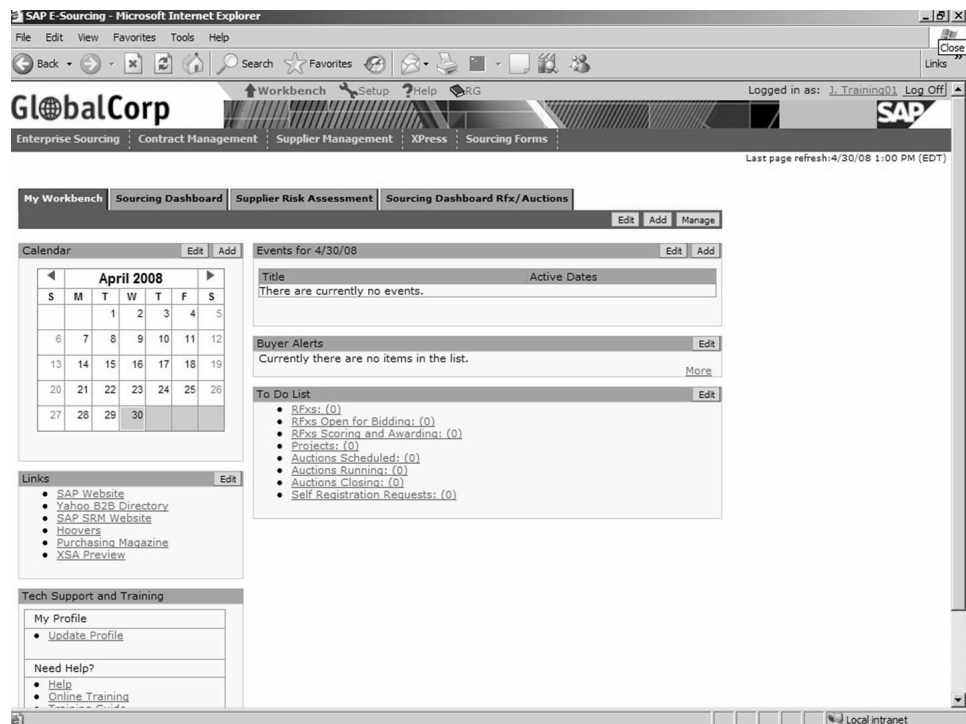 SAP E-Sourcing - Microsoft Internet Explorer
File Edit View Favorites Tools Help
Close
Back Search Favorites Links »
Workbench Setup ?Help RG
Logged in as: J. Training01 Log Off
GlobalCorp
SAP
Enterprise Sourcing Contract Management Supplier Management XPress Sourcing Forms
Last page refresh:4/30/08 1:00 PM (EDT)
My Workbench Sourcing Dashboard Supplier Risk Assessment Sourcing Dashboard Rfx/Auctions
Edit Add Manage
Calendar Edit Add
April 2008
S M T W T F S
1 2 3 4 5
6 7 8 9 10 11 12
13 14 15 16 17 18 19
20 21 22 23 24 25 26
27 28 29 30
Links Edit
SAP Website
Yahoo B2B Directory
SAP SRM Website
Hoovers
Purchasing Magazine
XSA Preview
Tech Support and Training
My Profile
Update Profile
Need Help?
Help
Online Training
Training Guide
Events for 4/30/08 Edit Add
Title Active Dates
There are currently no events.
Buyer Alerts Edit
Currently there are no items in the list.
More
To Do List Edit
RFxs: (0)
RFxs Open for Bidding: (0)
RFxs Scoring and Awarding: (0)
Projects: (0)
Auctions Scheduled: (0)
Auctions Running: (0)
Auctions Closing: (0)
Self Registration Requests: (0)
Local intranet